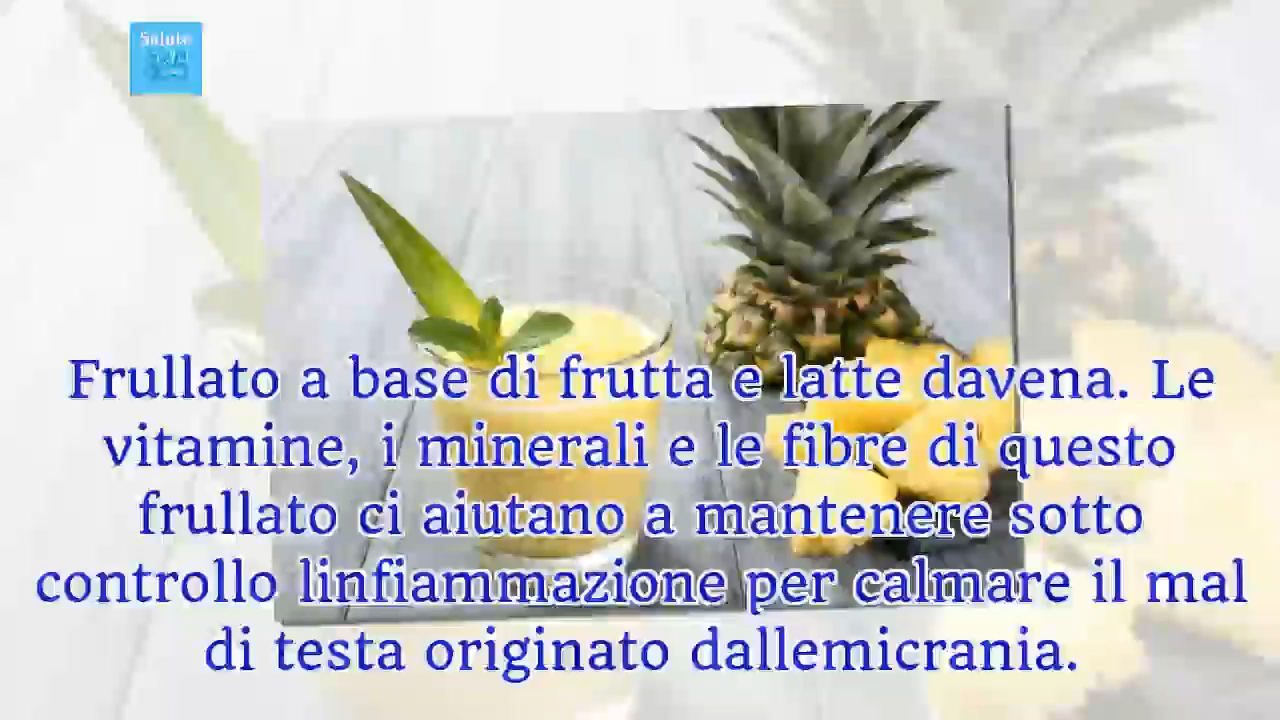 Salute
Frullato a base di frutta e latte davena. Le
vitamine, i minerali e le fibre di questo
frullato ci aiutano a mantenere sotto
controllo linfiammazione per calmare il mal
di testa originato dallemicrania.